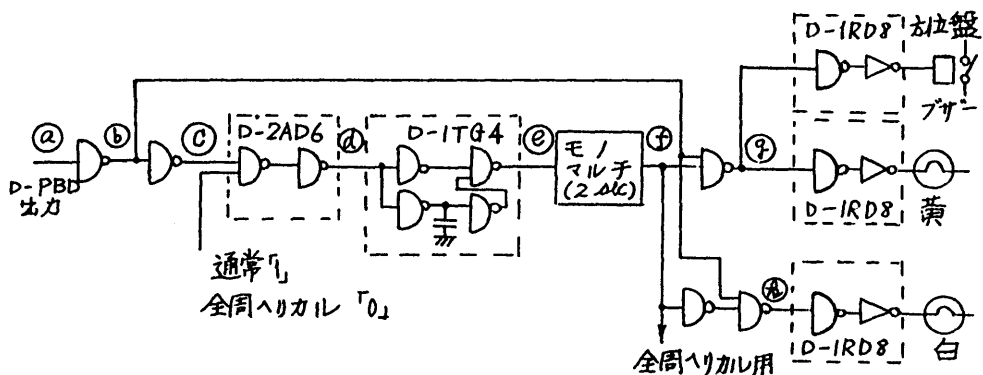 D-1RD8
方位盤
ブザー
D-2AD6
D-1TG4
ⓐ
ⓑ
ⓒ
ⓓ
ⓔ
モノ
マルチ
(2 sec)
ⓕ
ⓖ
D-PBD
出力
D-1RD8
黄
通常「1」
全周ヘリカル「0」
ⓗ
全周ヘリカル用
D-1RD8
白